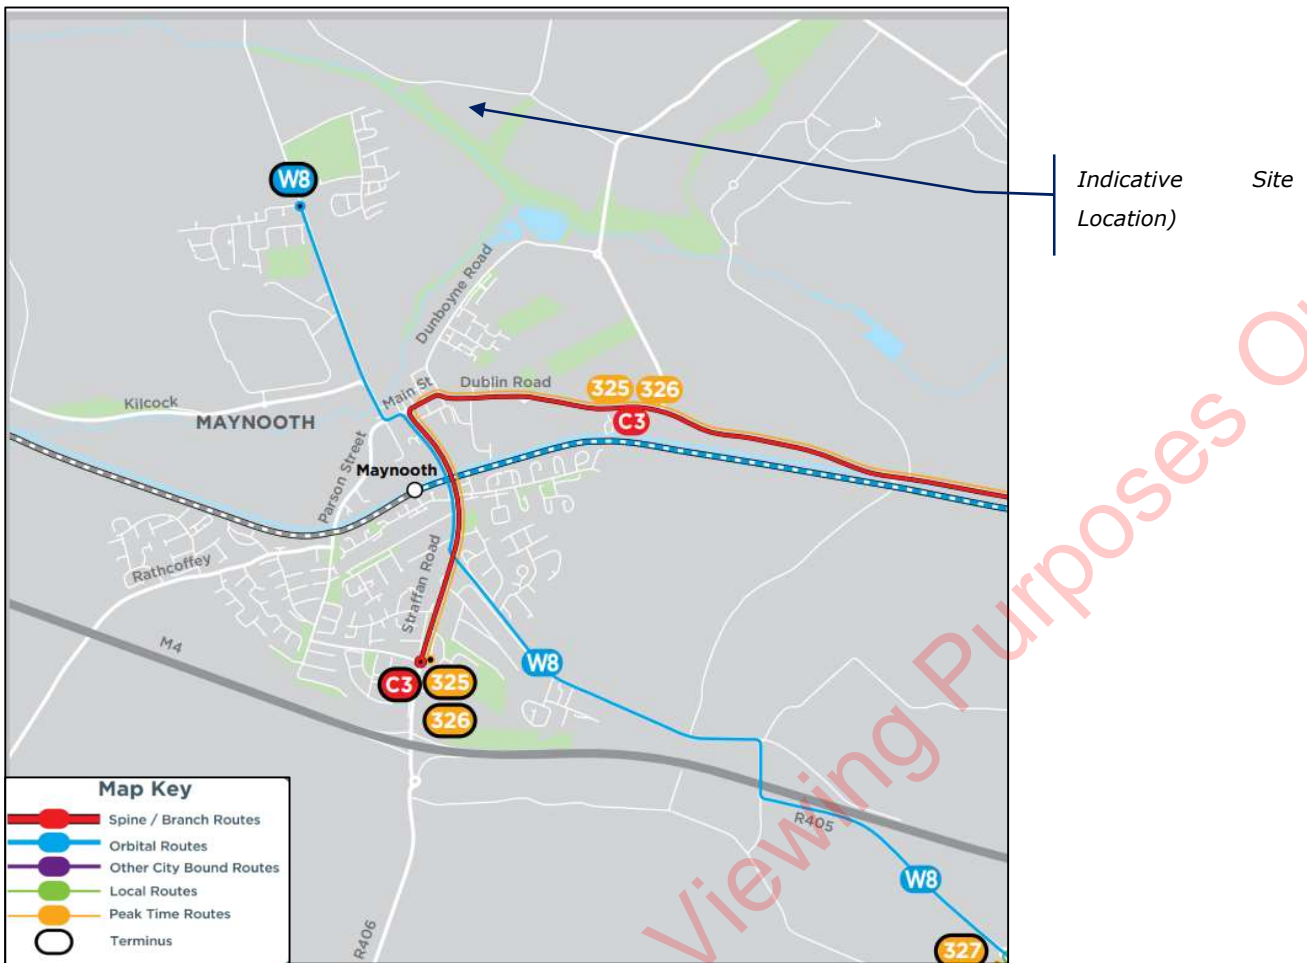 W8
Indicative Site
Location)
Dunboyne Road
Main St
Dublin Road
325 326
C3
Kilcock
MAYNOOTH
Parson Street
Maynooth
Rathcoffey
Straffan Road
M4
W8
C3 325
326
R405
W8
R406
327
Map Key
Spine / Branch Routes
Orbital Routes
Other City Bound Routes
Local Routes
Peak Time Routes
Terminus
Viewing Purposes